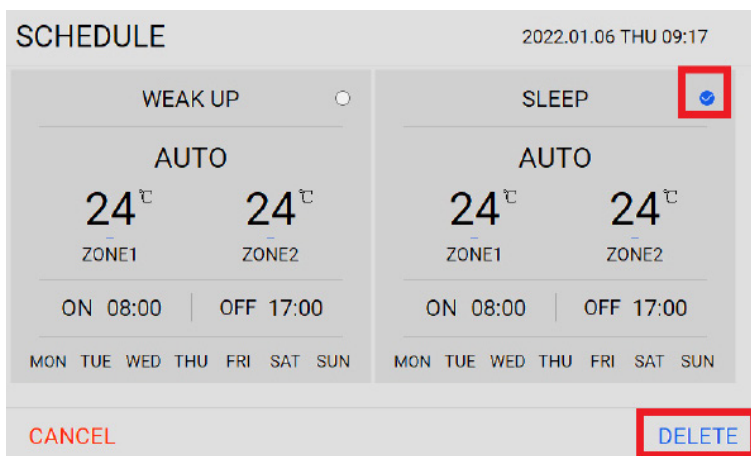 SCHEDULE 2022.01.06 THU 09:17
WEAK UP
AUTO
24℃ 24℃
ZONE1 ZONE2
ON 08:00 OFF 17:00
MON TUE WED THU FRI SAT SUN
SLEEP
AUTO
24℃ 24℃
ZONE1 ZONE2
ON 08:00 OFF 17:00
MON TUE WED THU FRI SAT SUN
CANCEL DELETE